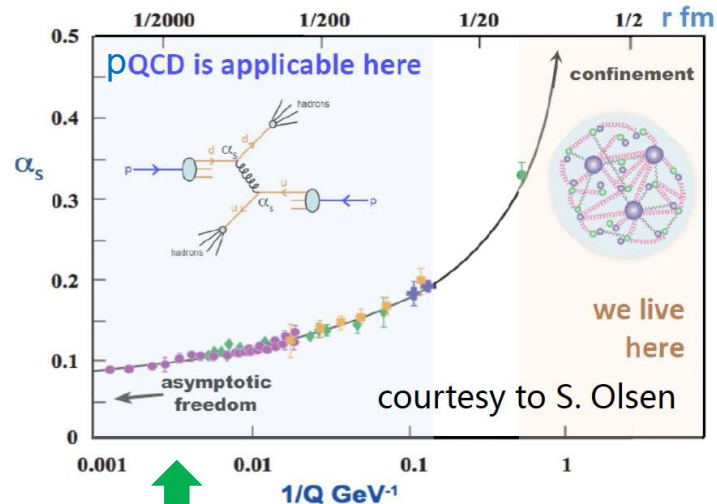 1/2000 1/200 1/20 1/2 r fm
0.5
pQCD is applicable here
confinement
hadrons
0.4
d
αs
d
αs
p
0.3
u
αs
u
p
hadrons
0.2
we live
here
0.1
asymptotic
freedom
courtesy to S. Olsen
0
0.001 0.01 0.1 1
1/Q GeV-1